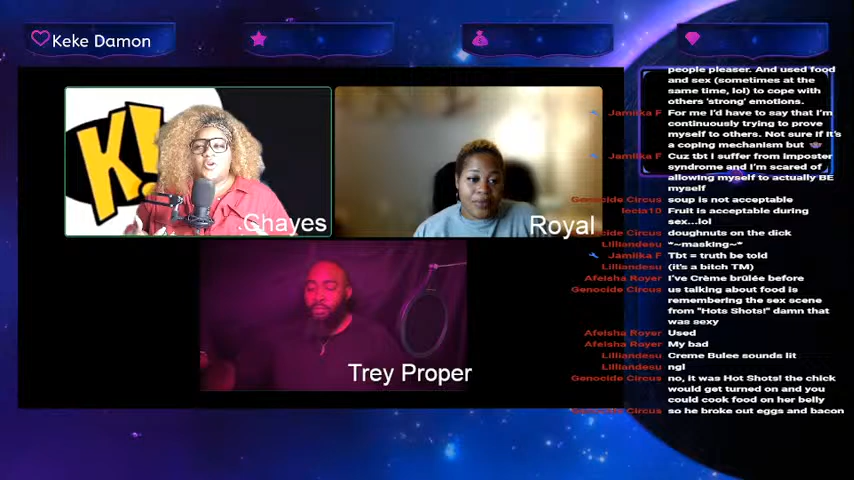 Keke Damon
K!
Chayes
Royal
Trey Proper
people pleaser. And used food
and sex (sometimes at the
same time, lol) to cope with
others 'strong' emotions.
Jamiika F For me I'd have to say that I'm
continuously trying to prove
myself to others. Not sure if it's
a coping mechanism but
Jamiika F Cuz tbt i suffer from imposter
syndrome and I'm scared of
allowing myself to actually BE
myself
Genocide Circus soup is not acceptable
lecia10 Fruit is acceptable during
sex...lol
cide Circus doughnuts on the dick
Lilliandesu *~masking~*
Jamiika F Tbt = truth be told
Lilliandesu (it's a bitch TM)
Afeisha Royer I've Crème brûlée before
Genocide Circus us talking about food is
remembering the sex scene
from "Hots Shots!" damn that
was sexy
Afeisha Royer Used
Afeisha Royer My bad
Lilliandesu Creme Bulee sounds lit
Lilliandesu ngl
Genocide Circus no, it was Hot Shots! the chick
would get turned on and you
could cook food on her belly
Genocide Circus so he broke out eggs and bacon